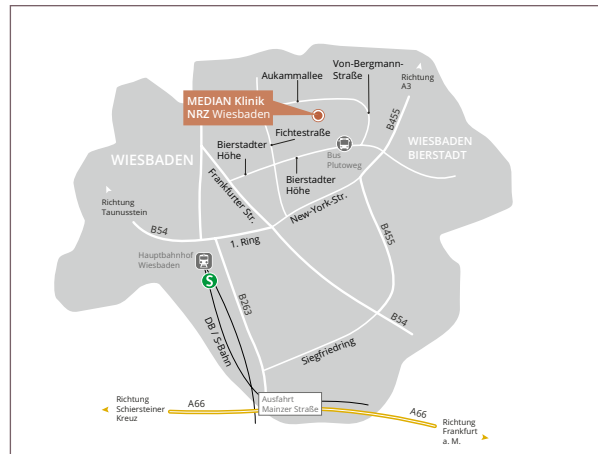 Von-Bergmann-
Straße
Aukammallee
Richtung
A3
MEDIAN Klinik
NRZ Wiesbaden
B455
Fichtestraße
WIESBADEN
BIERSTADT
Bierstadter
Höhe
Bus
Plutoweg
WIESBADEN
Bierstadter
Höhe
Frankfurter Str.
New-York-Str.
Richtung
Taunusstein
B54
1. Ring
B455
Hauptbahnhof
Wiesbaden
S
B263
B54
DB / S-Bahn
Siegfriedring
Richtung
Schiersteiner
Kreuz
A66
Ausfahrt
Mainzer Straße
A66
Richtung
Frankfurt
a. M.